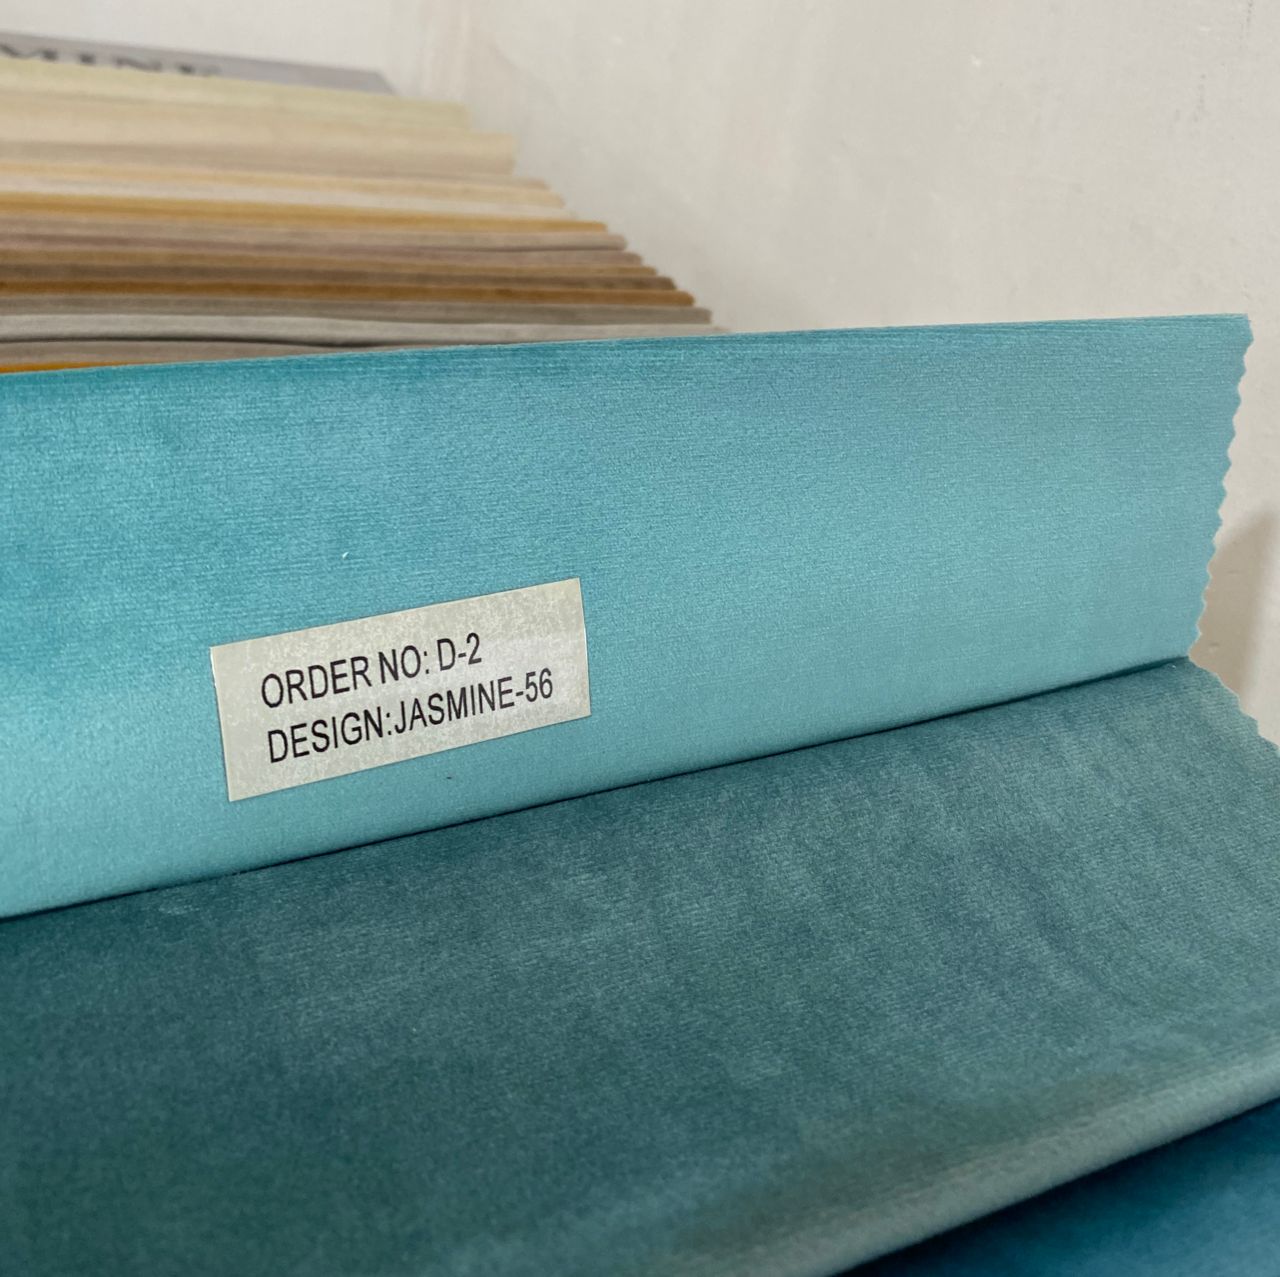 ORDER NO: D-2
DESIGN:JASMINE-56